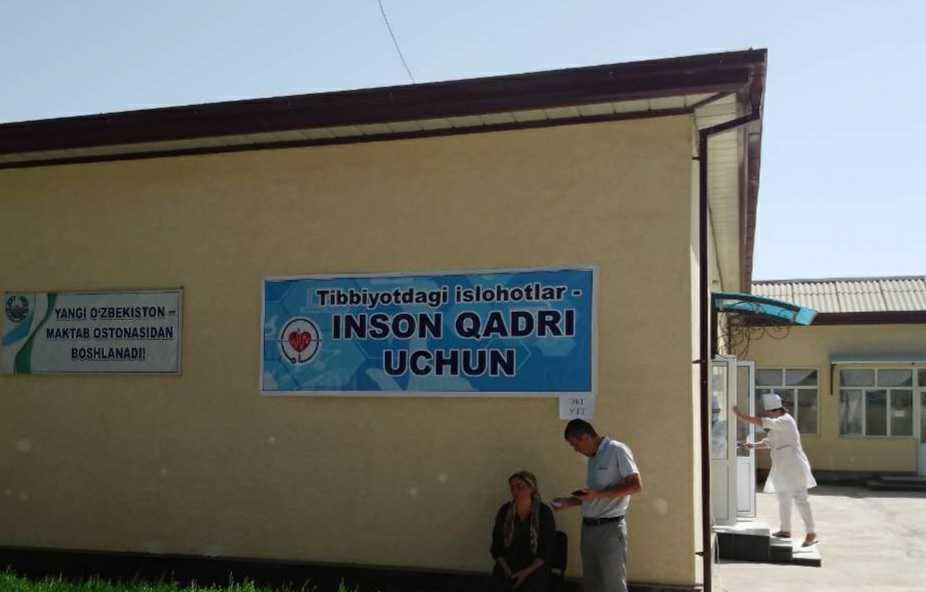 YANGI O'ZBEKISTON –
MAKTAB OSTONASIDAN
BOSHLANADI!
Tibbiyotdagi islohotlar -
INSON QADRI
UCHUN